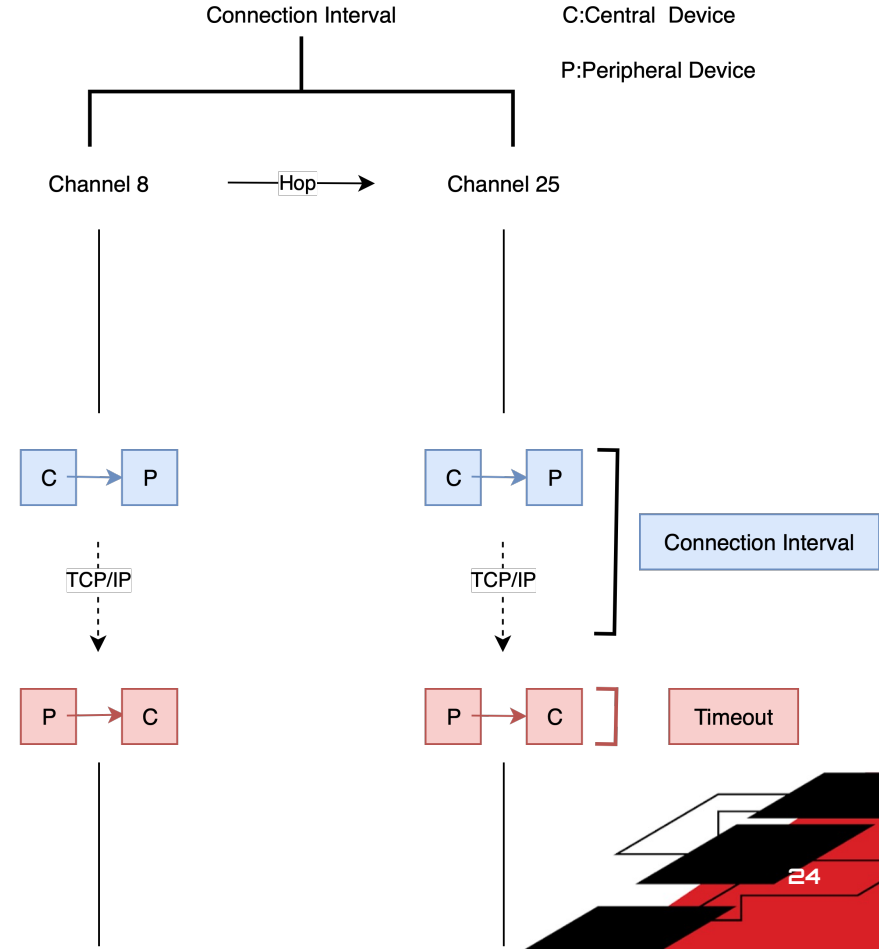 Connection Interval
C:Central  Device
P:Peripheral Device
Channel 8
Hop
Channel 25
C
P
C
P
Connection Interval
TCP/IP
TCP/IP
P
C
P
C
Timeout
24